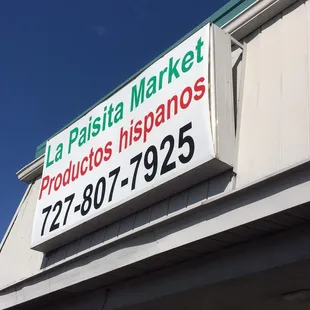 La Paisita Market
Productos hispanos
727-807-7925